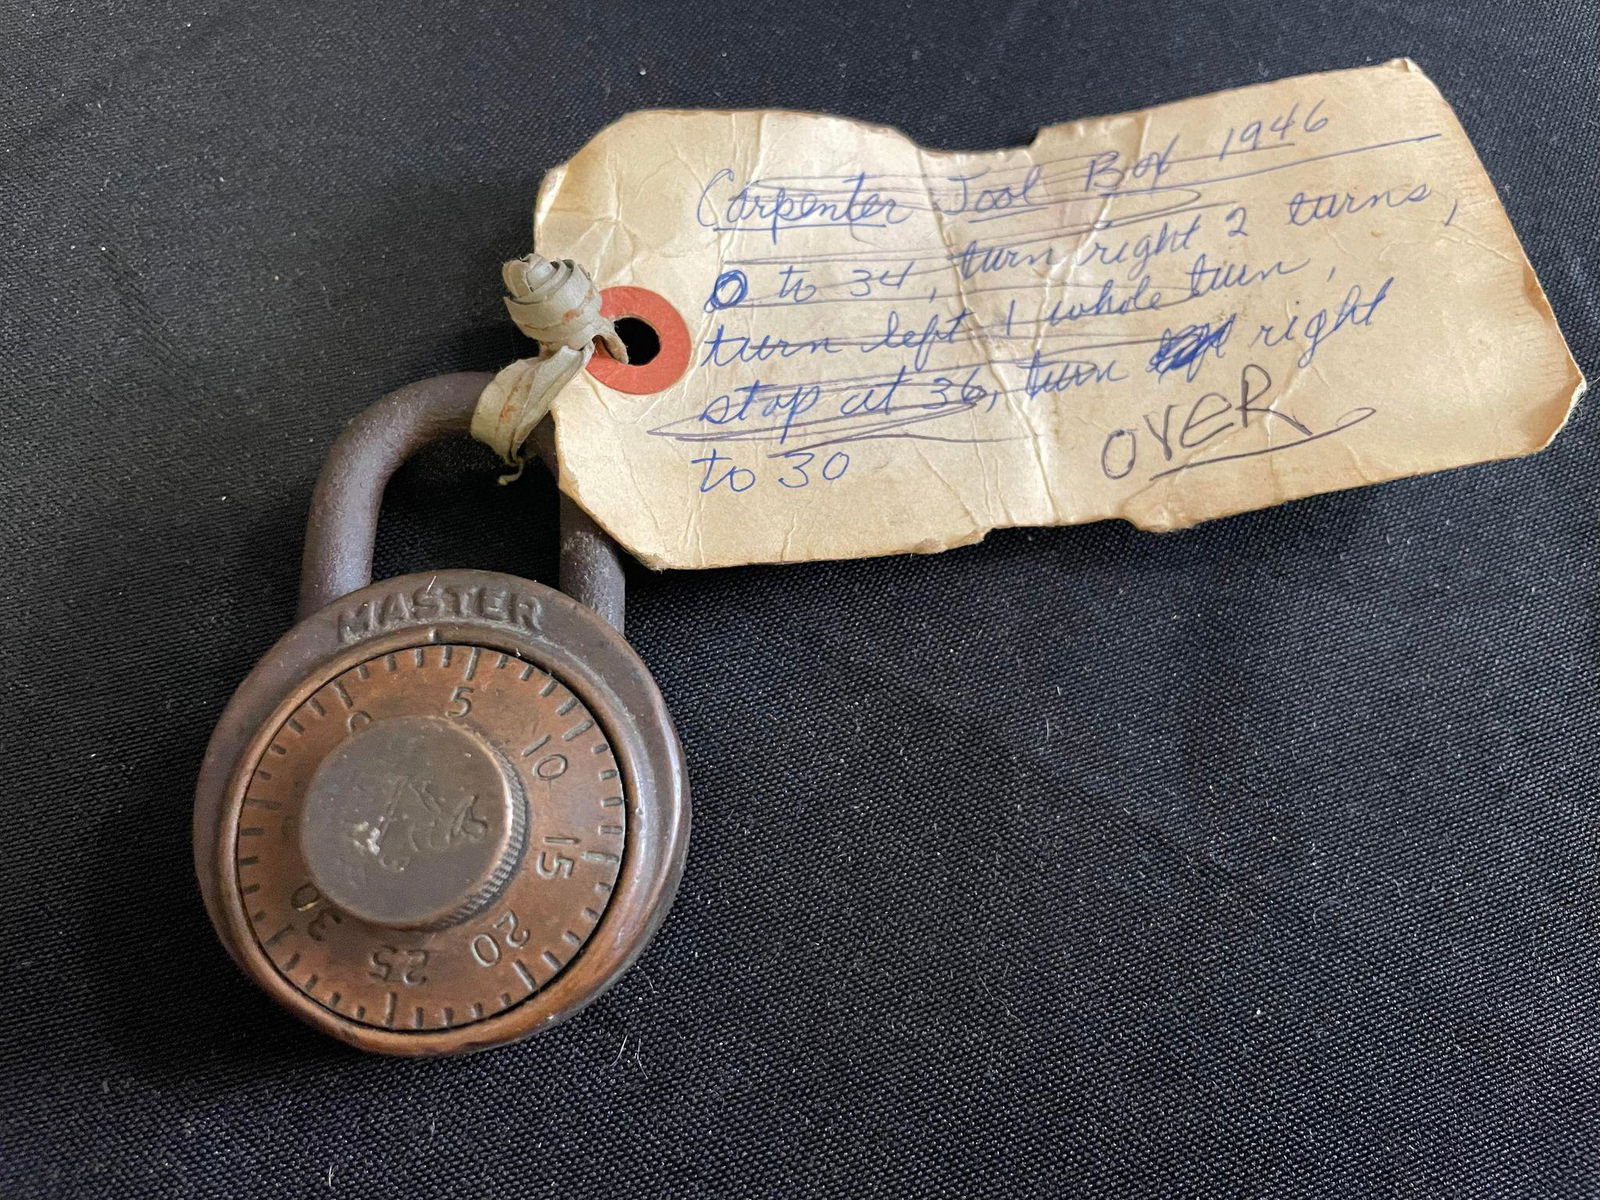 Carpenter Tool Box 1946
0 to 34, turn right 2 turns,
turn left 1 whole turn,
stop at 36, turn right
to 30
OVER
MASTER
0
5
10
15
20
25
30